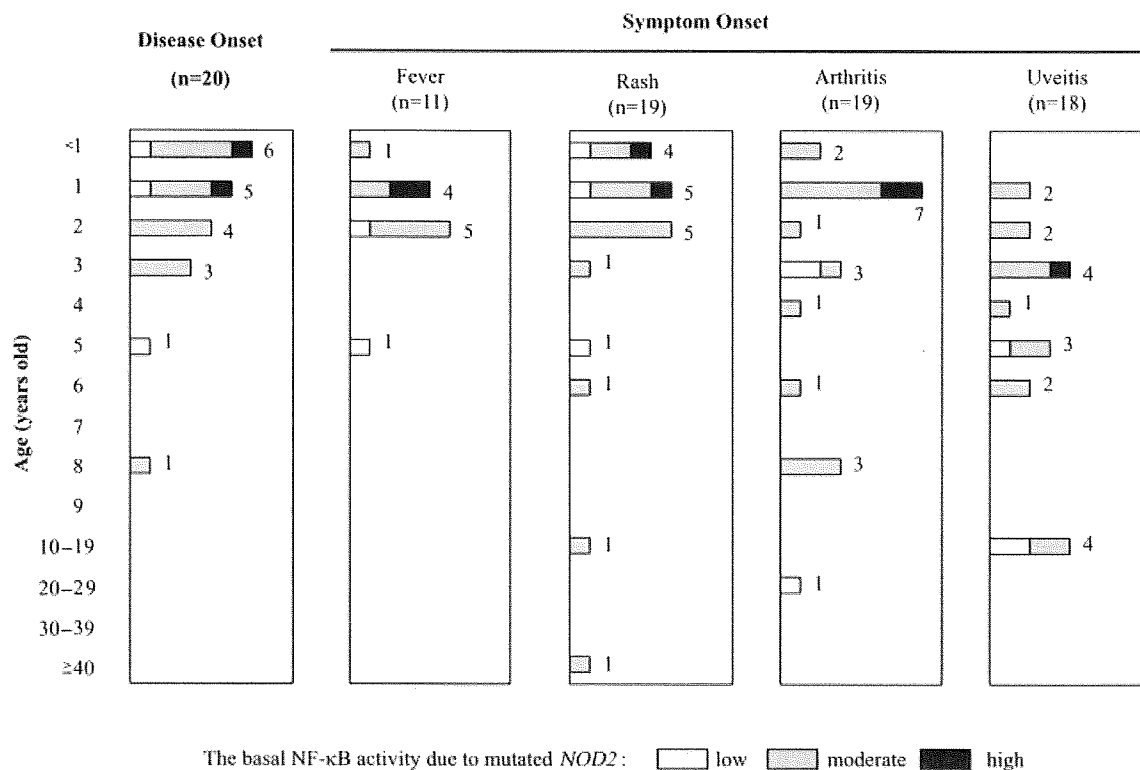 Symptom Onset
Disease Onset
(n=20)
Fever
(n=11)
Rash
(n=19)
Arthritis
(n=19)
Uveitis
(n=18)
Age (years old)
<1 6 1 4 2
1 5 4 5 7 2
2 4 5 5 1 2
3 3 1 3 4
4 1 1
5 1 1 1 3
6 1 1 2
7
8 1 3
9
10–19 1 4
20–29 1
30–39
≥40 1
The basal NF-κB activity due to mutated NOD2 : low moderate high